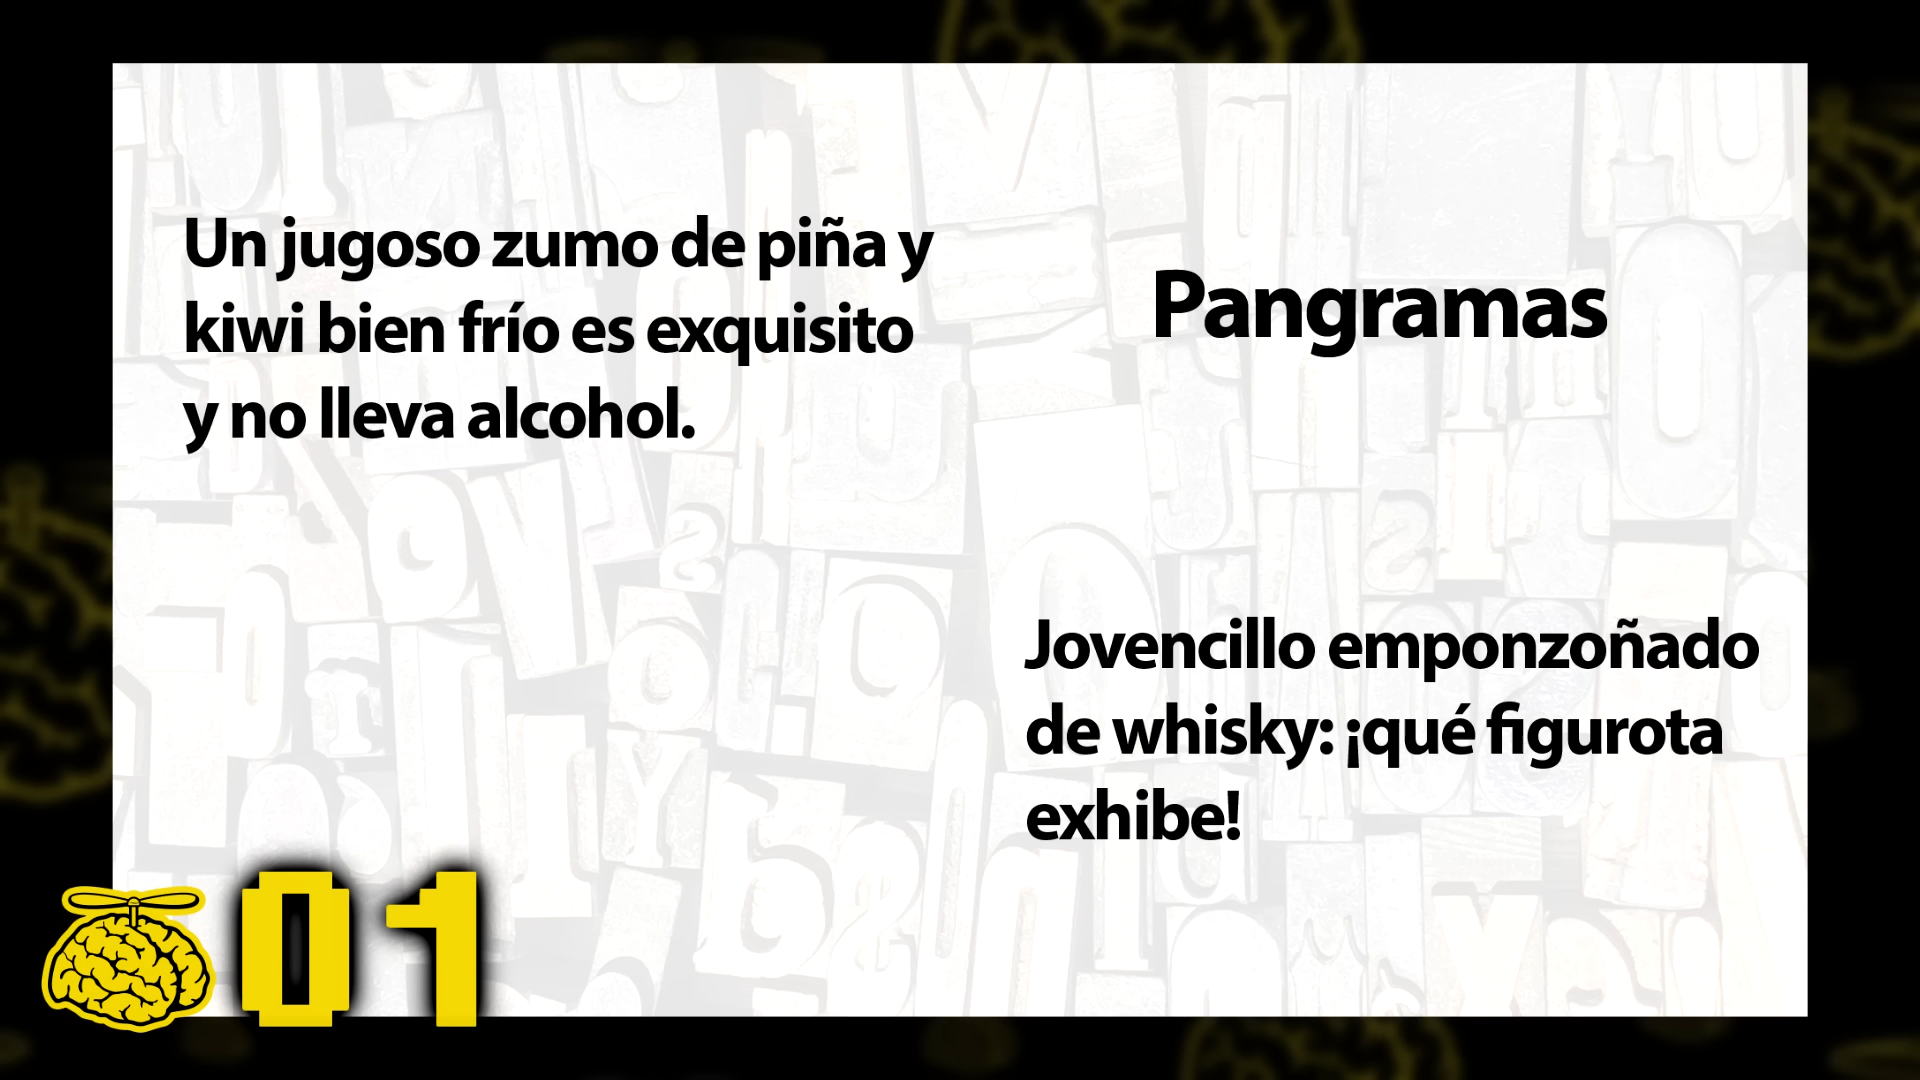 Un jugoso zumo de piña y
kiwi bien frío es exquisito
y no lleva alcohol.
Pangramas
Jovencillo emponzoñado
de whisky: ¡qué figurota
exhibe!
01